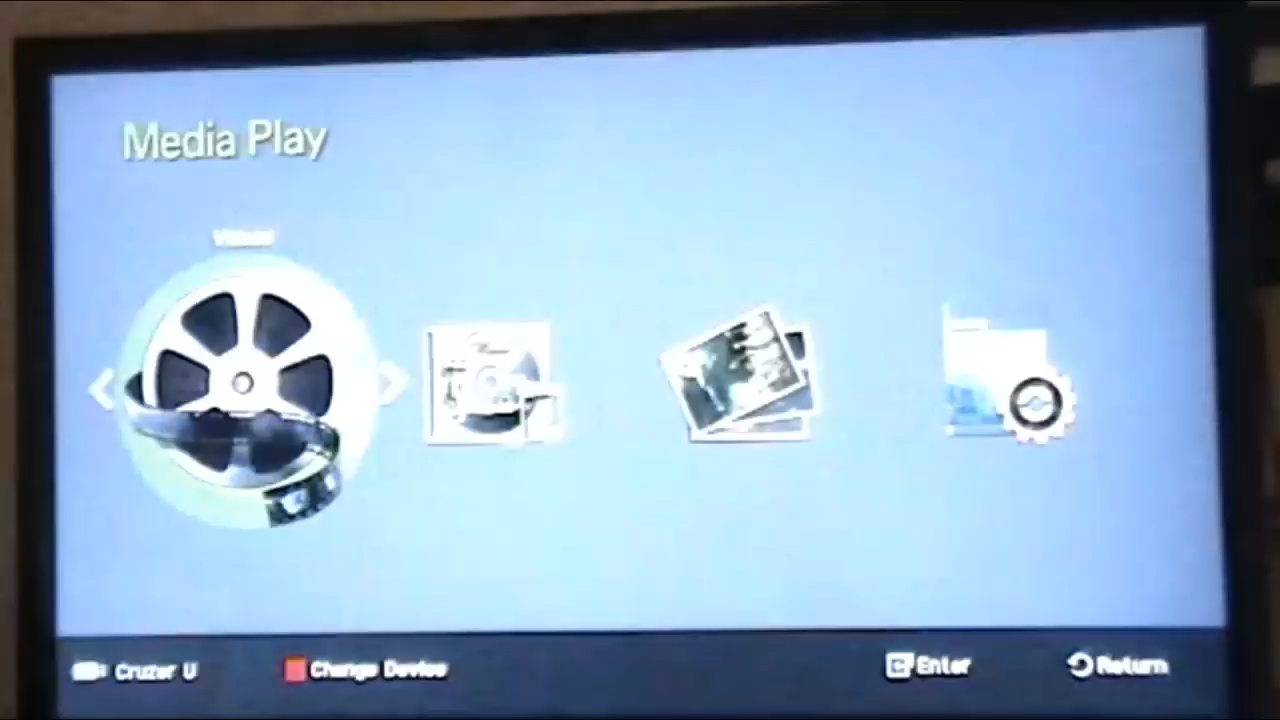 Media Play
Videos
Cruzer U
Change Device
Enter
Return